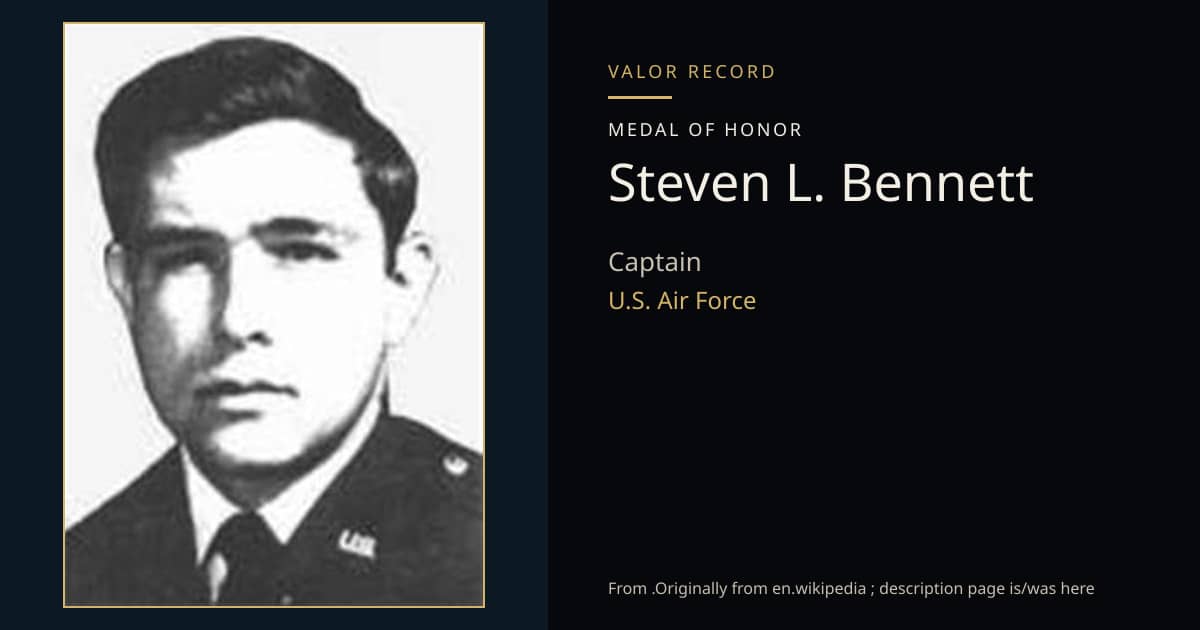 VALOR RECORD
MEDAL OF HONOR
Steven L. Bennett
Captain
U.S. Air Force
From .Originally from en.wikipedia ; description page is/was here